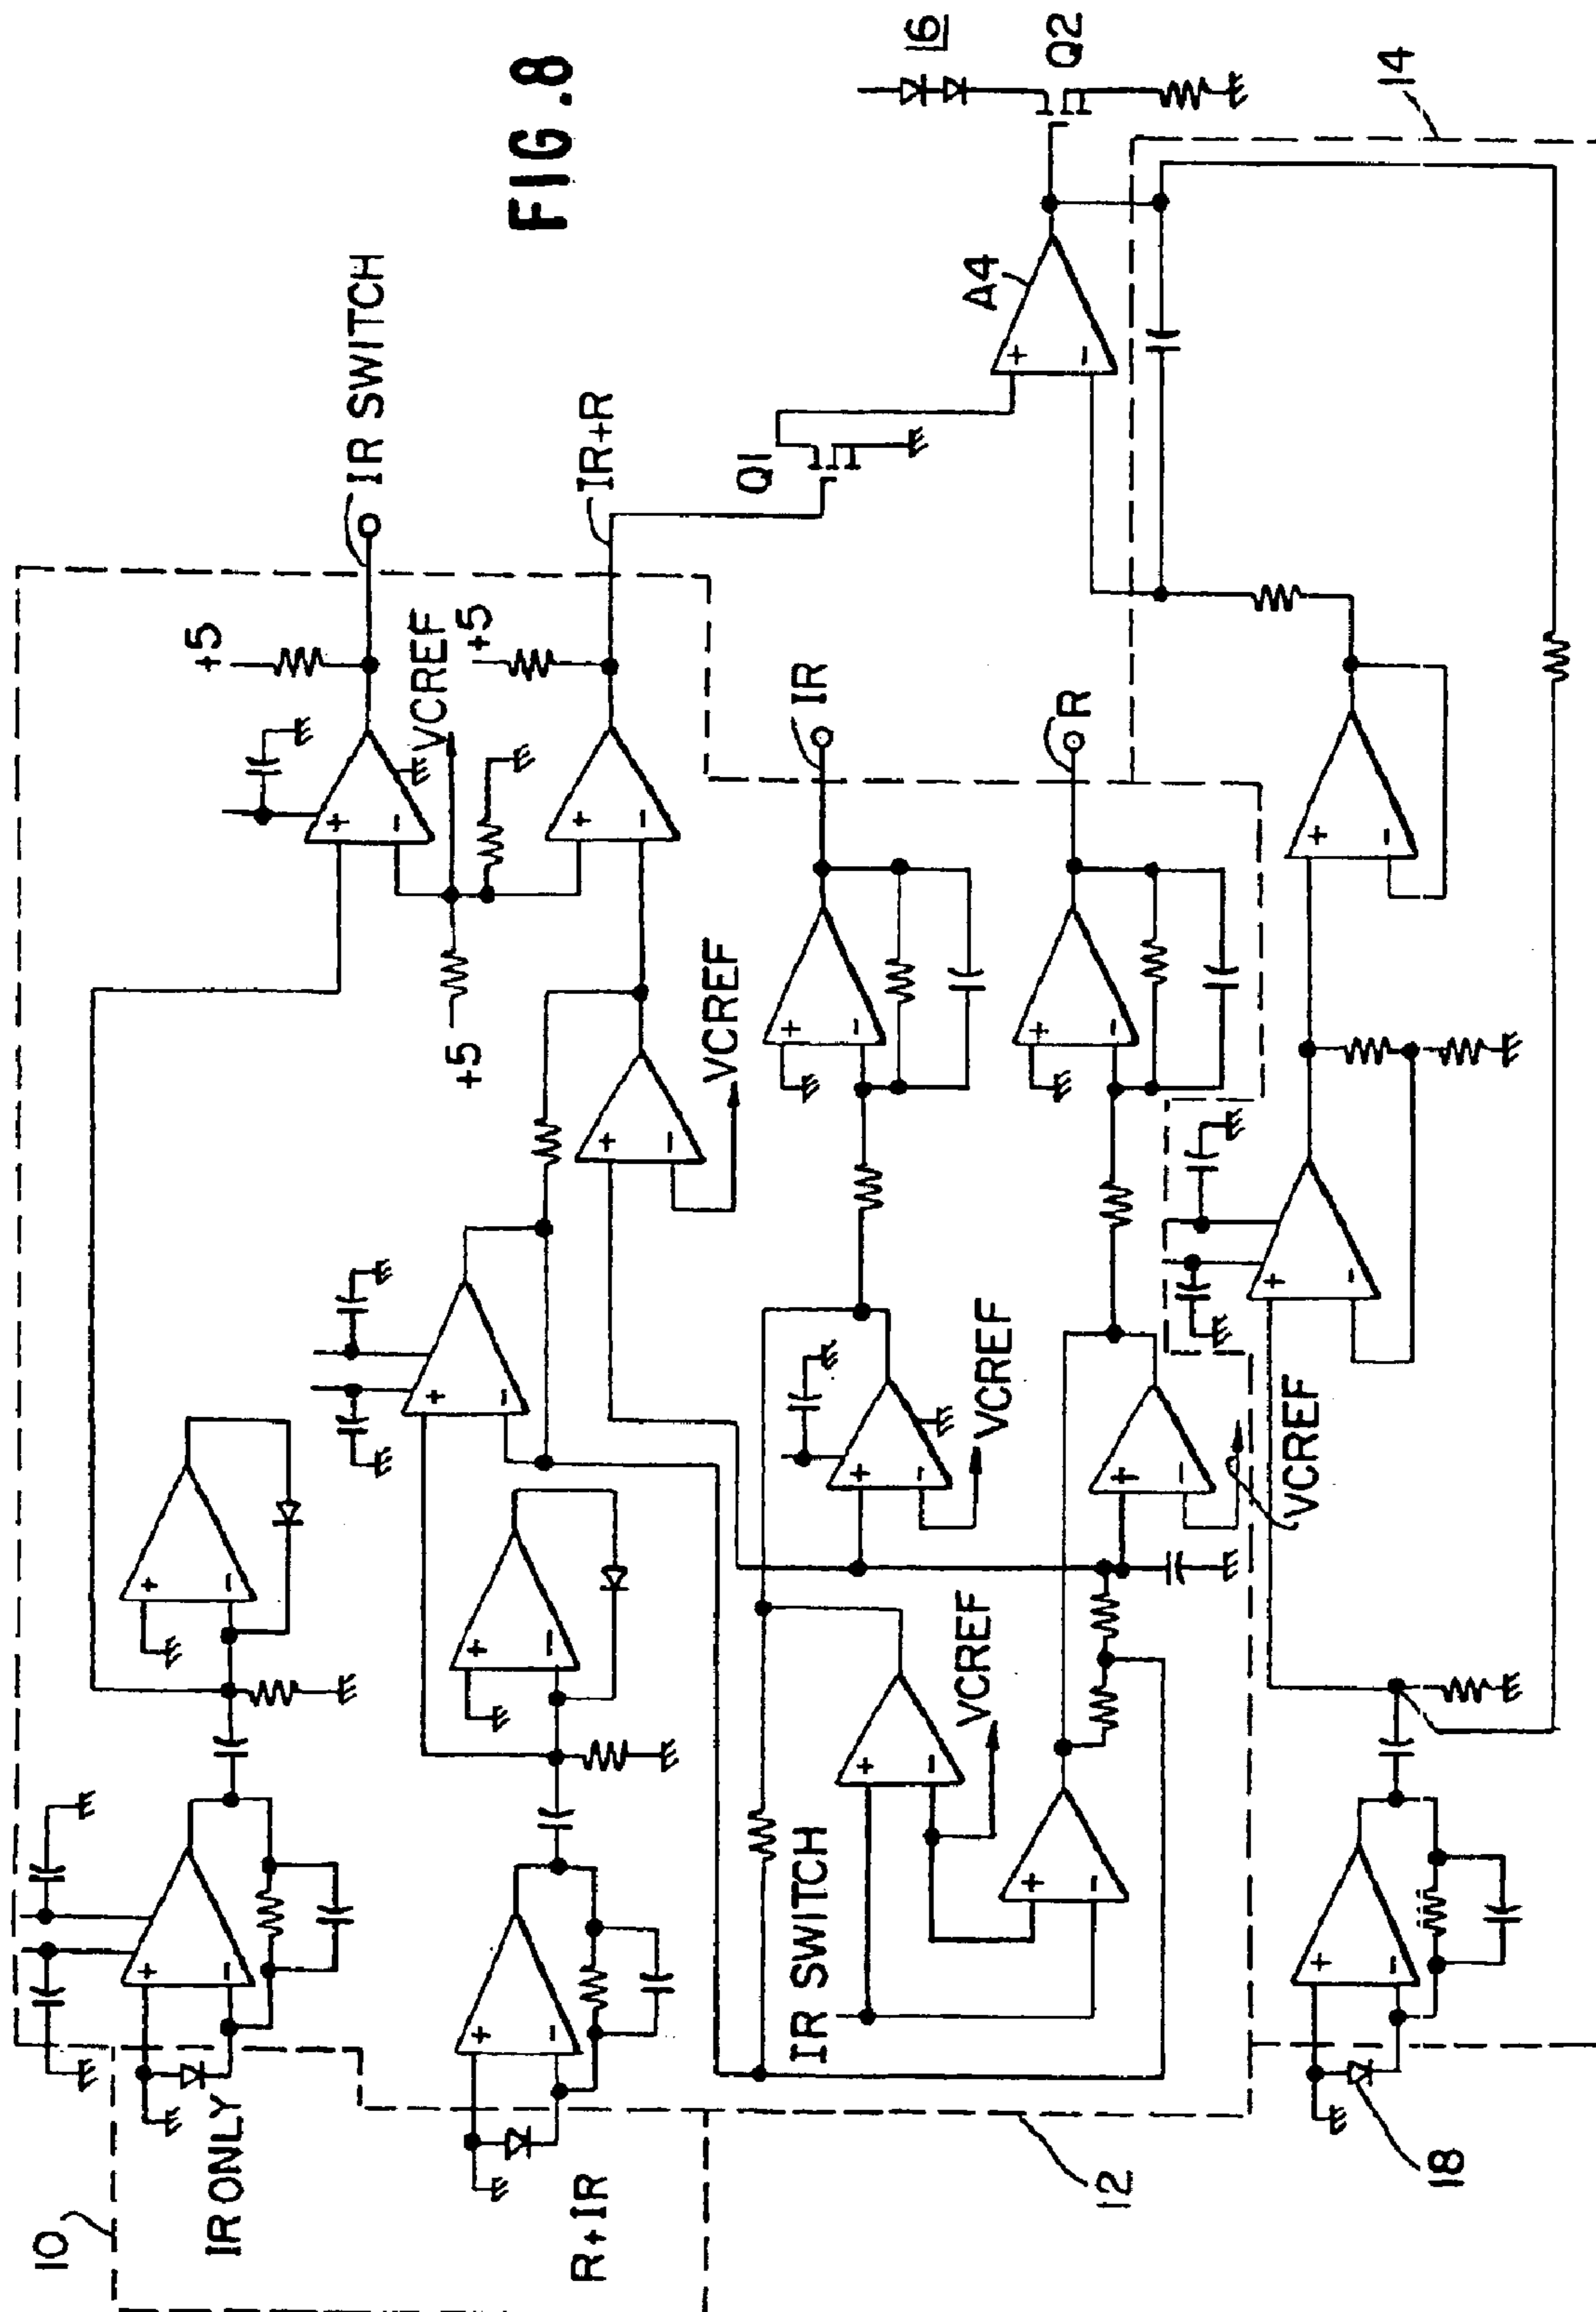 FIG.8
16
Q2
14
IR SWITCH
A4
IR+R
Q1
+5
VCREF
+5
IR
R
+5
VCREF
VCREF
VCREF
VCREF
IR SWITCH
10
IR ONLY
R+IR
12
18
+
−
+
−
+
−
+
−
+
−
+
−
+
−
+
−
+
−
+
−
+
−
+
−
+
−
+
−
+
−
+
−
+
−
+
−